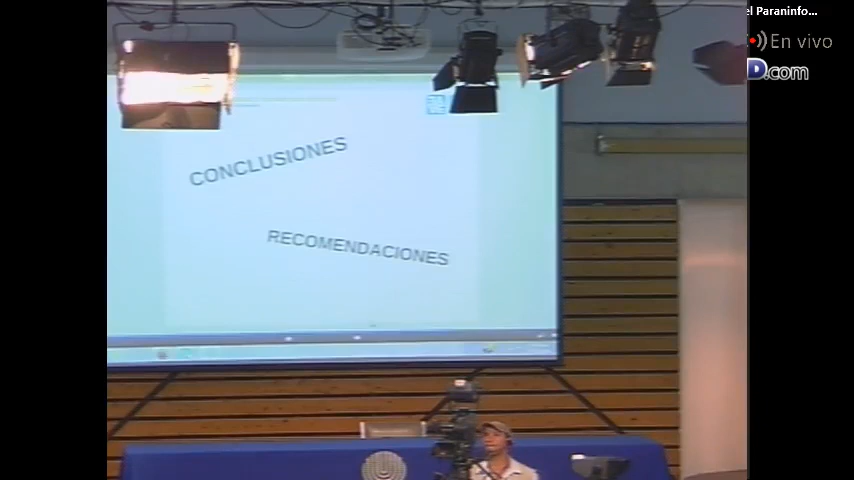 el Paraninfo...
En vivo
D.com
CONCLUSIONES
RECOMENDACIONES